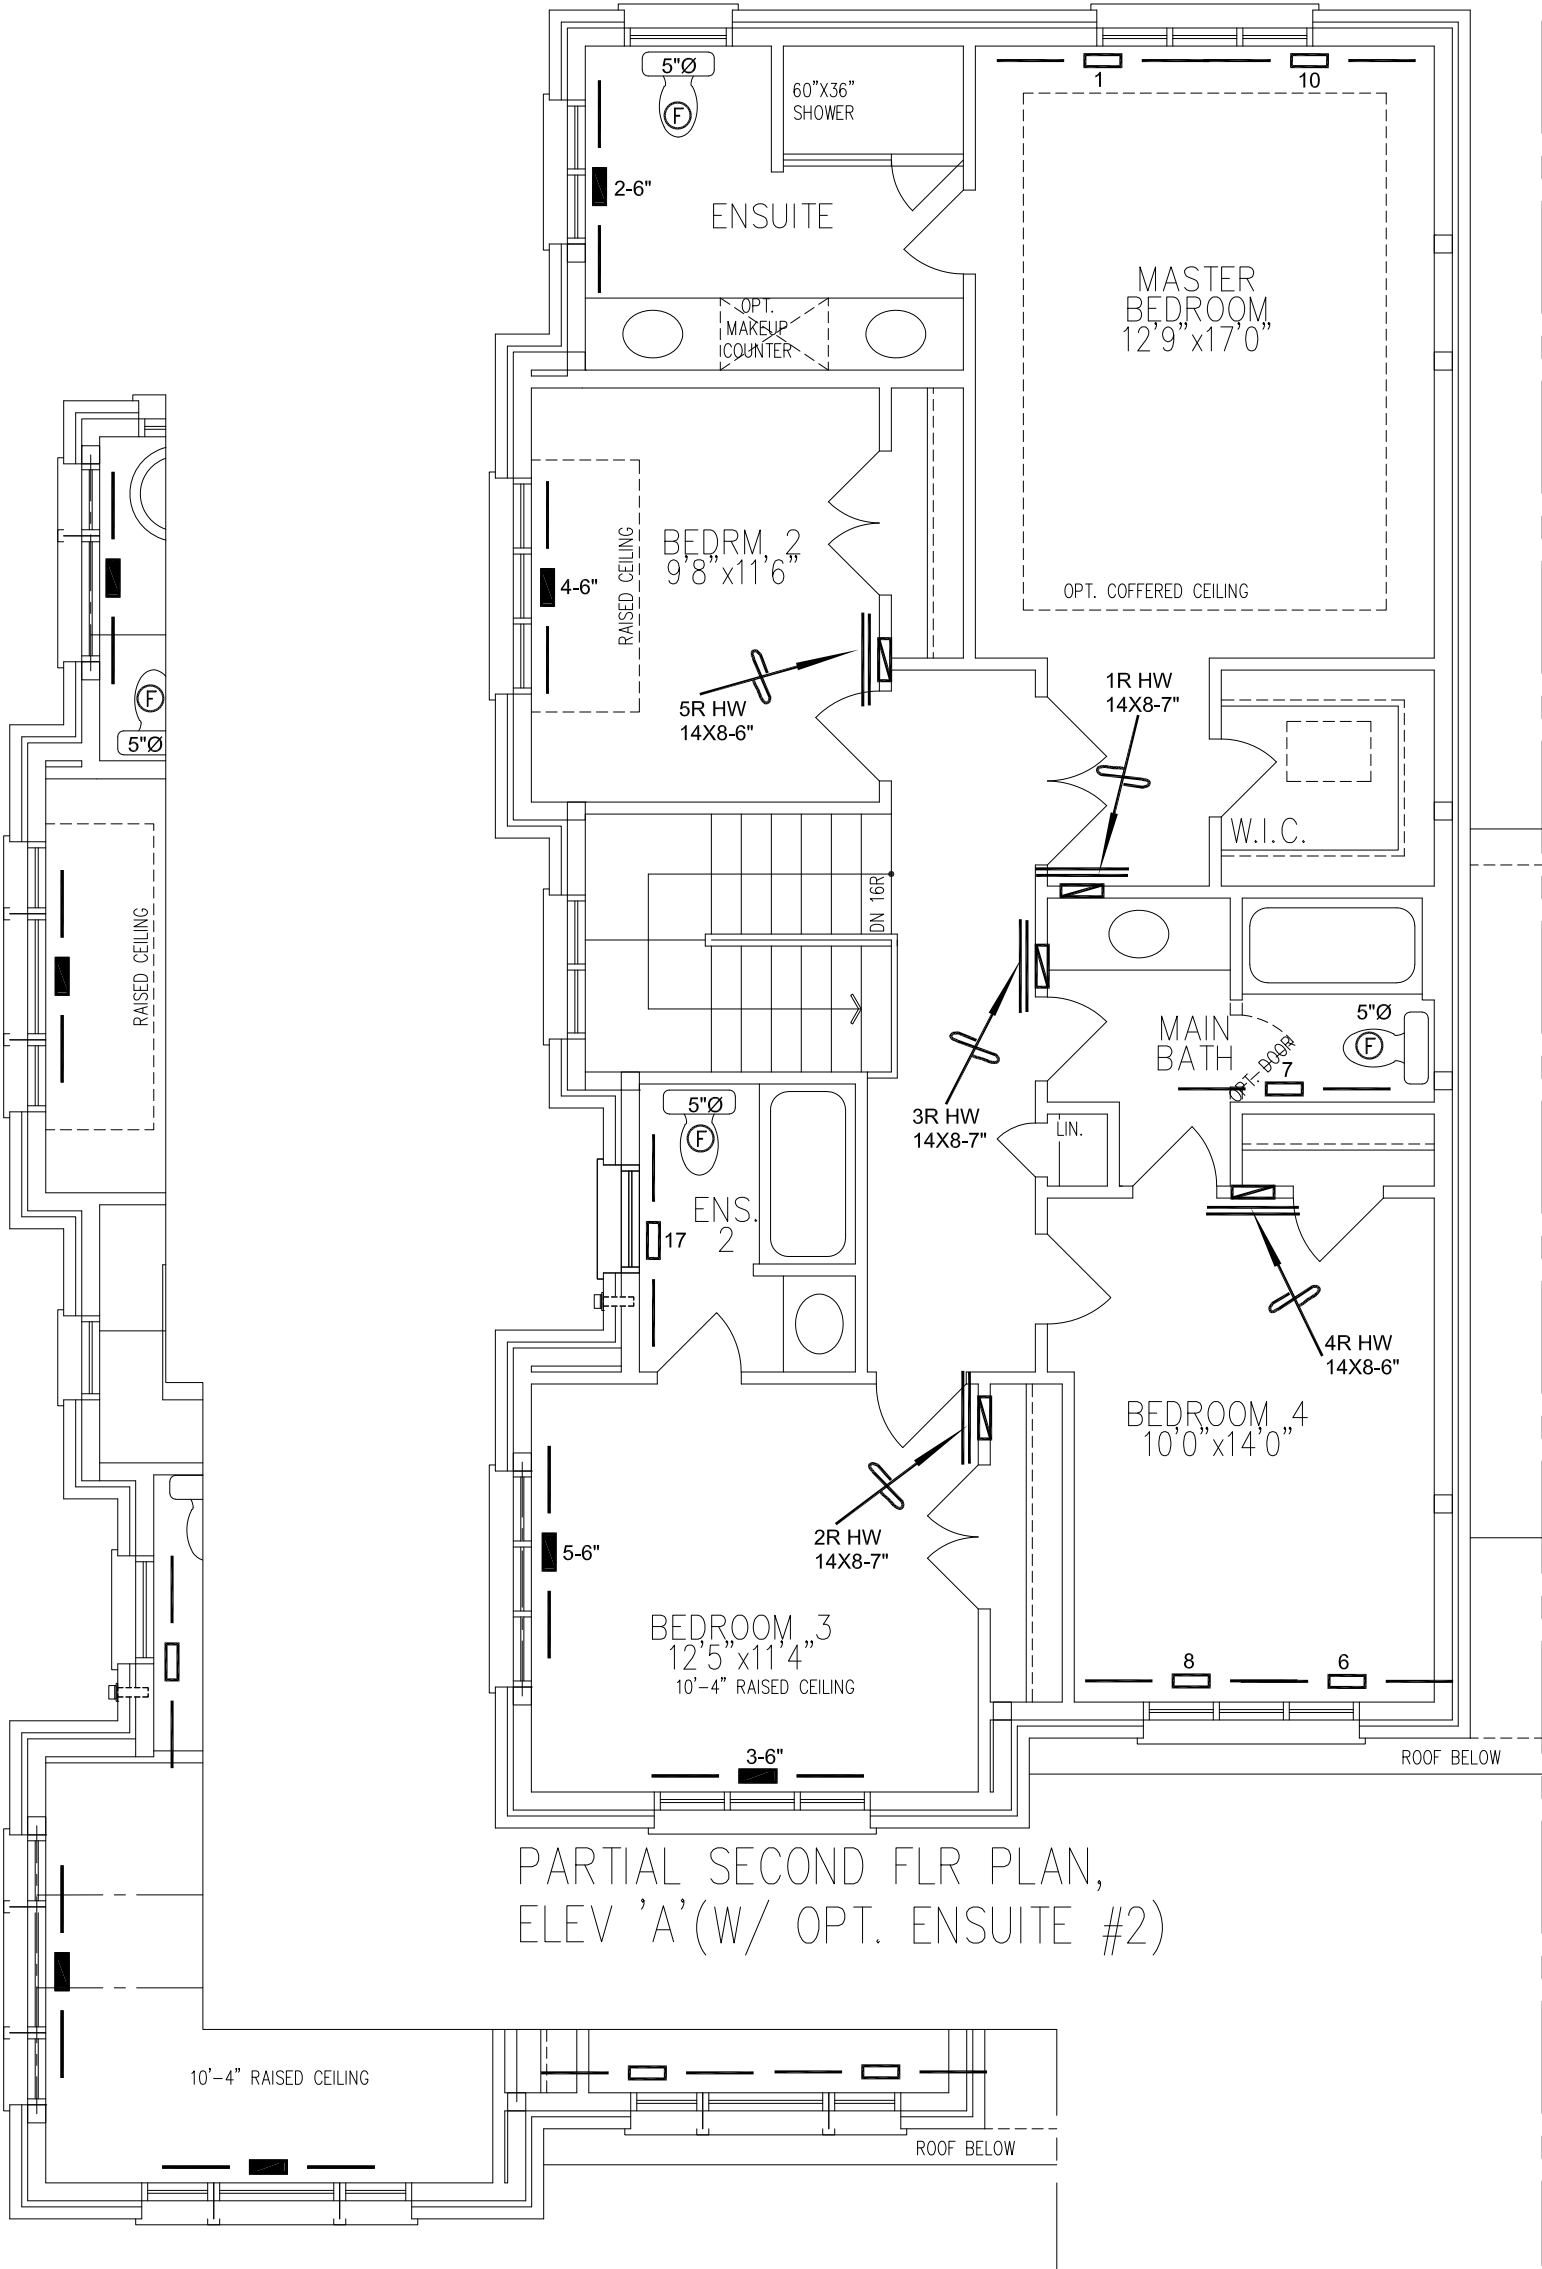 5"Ø
F
60"X36"
SHOWER
1
10
2-6"
ENSUITE
MASTER
BEDROOM
12'9"x17'0"
OPT.
MAKEUP
COUNTER
BEDRM 2
9'8"x11'6"
RAISED CEILING
4-6"
OPT. COFFERED CEILING
5R HW
14X8-6"
1R HW
14X8-7"
F
5"Ø
W.I.C.
DN 16R
RAISED CEILING
MAIN
BATH
OPT. DOOR
5"Ø
F
7
3R HW
14X8-7"
LIN.
5"Ø
F
ENS.
2
17
4R HW
14X8-6"
BEDROOM 4
10'0"x14'0"
2R HW
14X8-7"
5-6"
BEDROOM 3
12'5"x11'4"
10'-4" RAISED CEILING
8
6
3-6"
ROOF BELOW
PARTIAL SECOND FLR PLAN,
ELEV 'A'(W/ OPT. ENSUITE #2)
10'-4" RAISED CEILING
ROOF BELOW